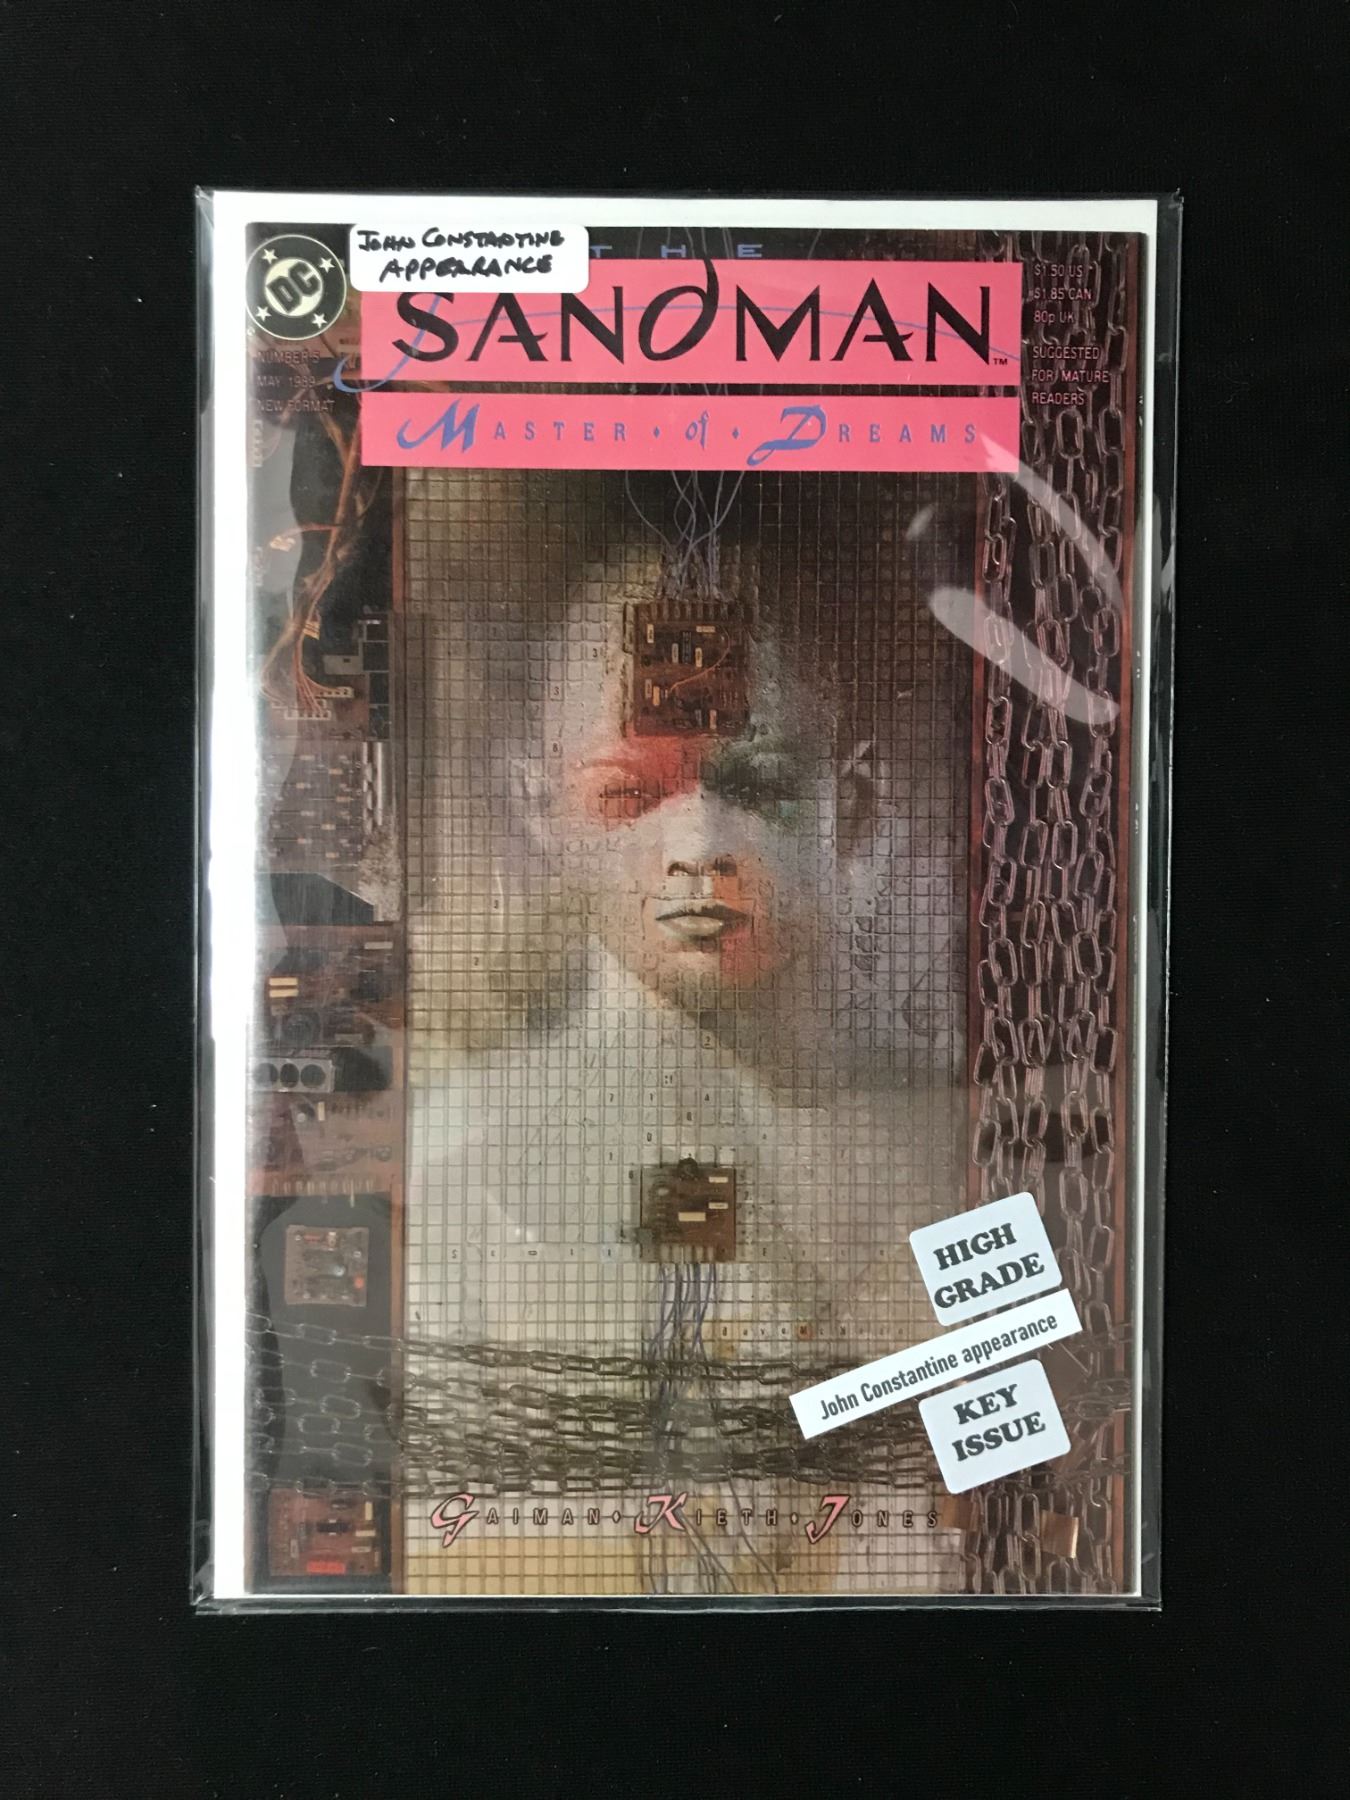 JOHN CONSTANTINE
APPEARANCE
THE
DC
SANDMAN™
MASTER • of • DREAMS
NUMBER 5
MAY 1989
NEW FORMAT
$1.50 US
$1.85 CAN
80p UK
SUGGESTED
FOR MATURE
READERS
HIGH
GRADE
John Constantine appearance
KEY
ISSUE
GAIMAN • KIETH • JONES